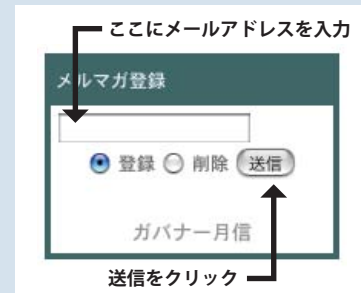 ここにメールアドレスを入力
メルマガ登録
登録 削除 送信
ガバナー月信
送信をクリック